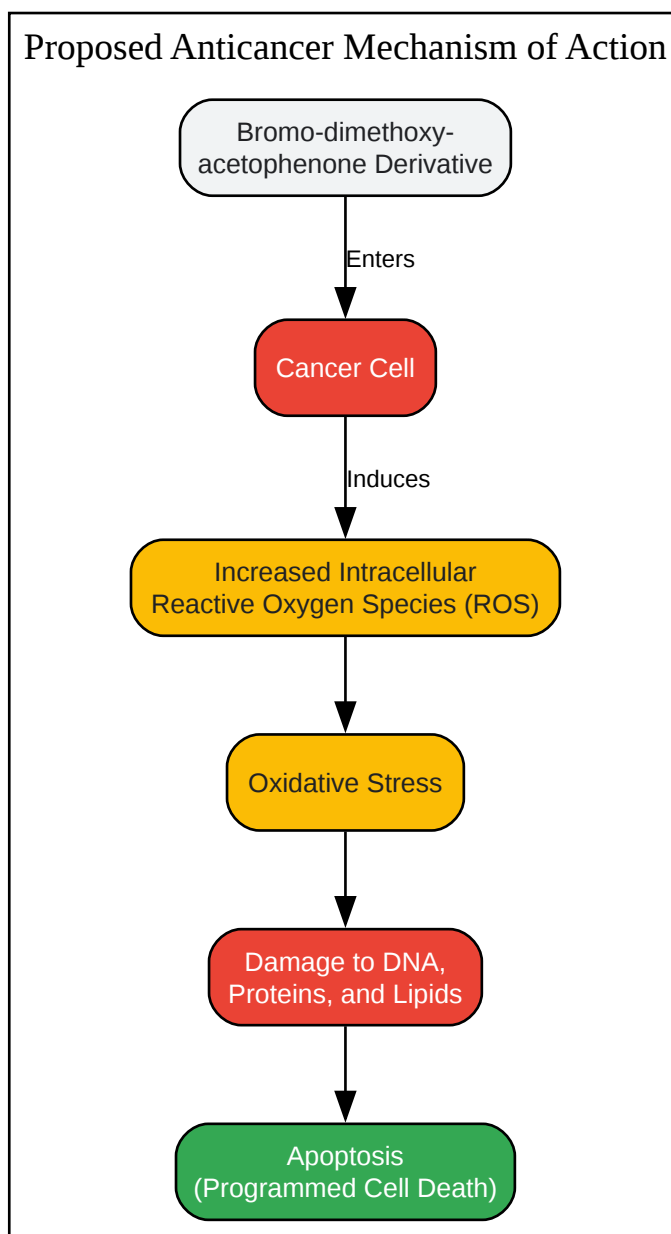 Proposed Anticancer Mechanism of Action
Bromo-dimethoxy-
acetophenone Derivative
Enters
Cancer Cell
Induces
Increased Intracellular
Reactive Oxygen Species (ROS)
Oxidative Stress
Damage to DNA,
Proteins, and Lipids
Apoptosis
(Programmed Cell Death)